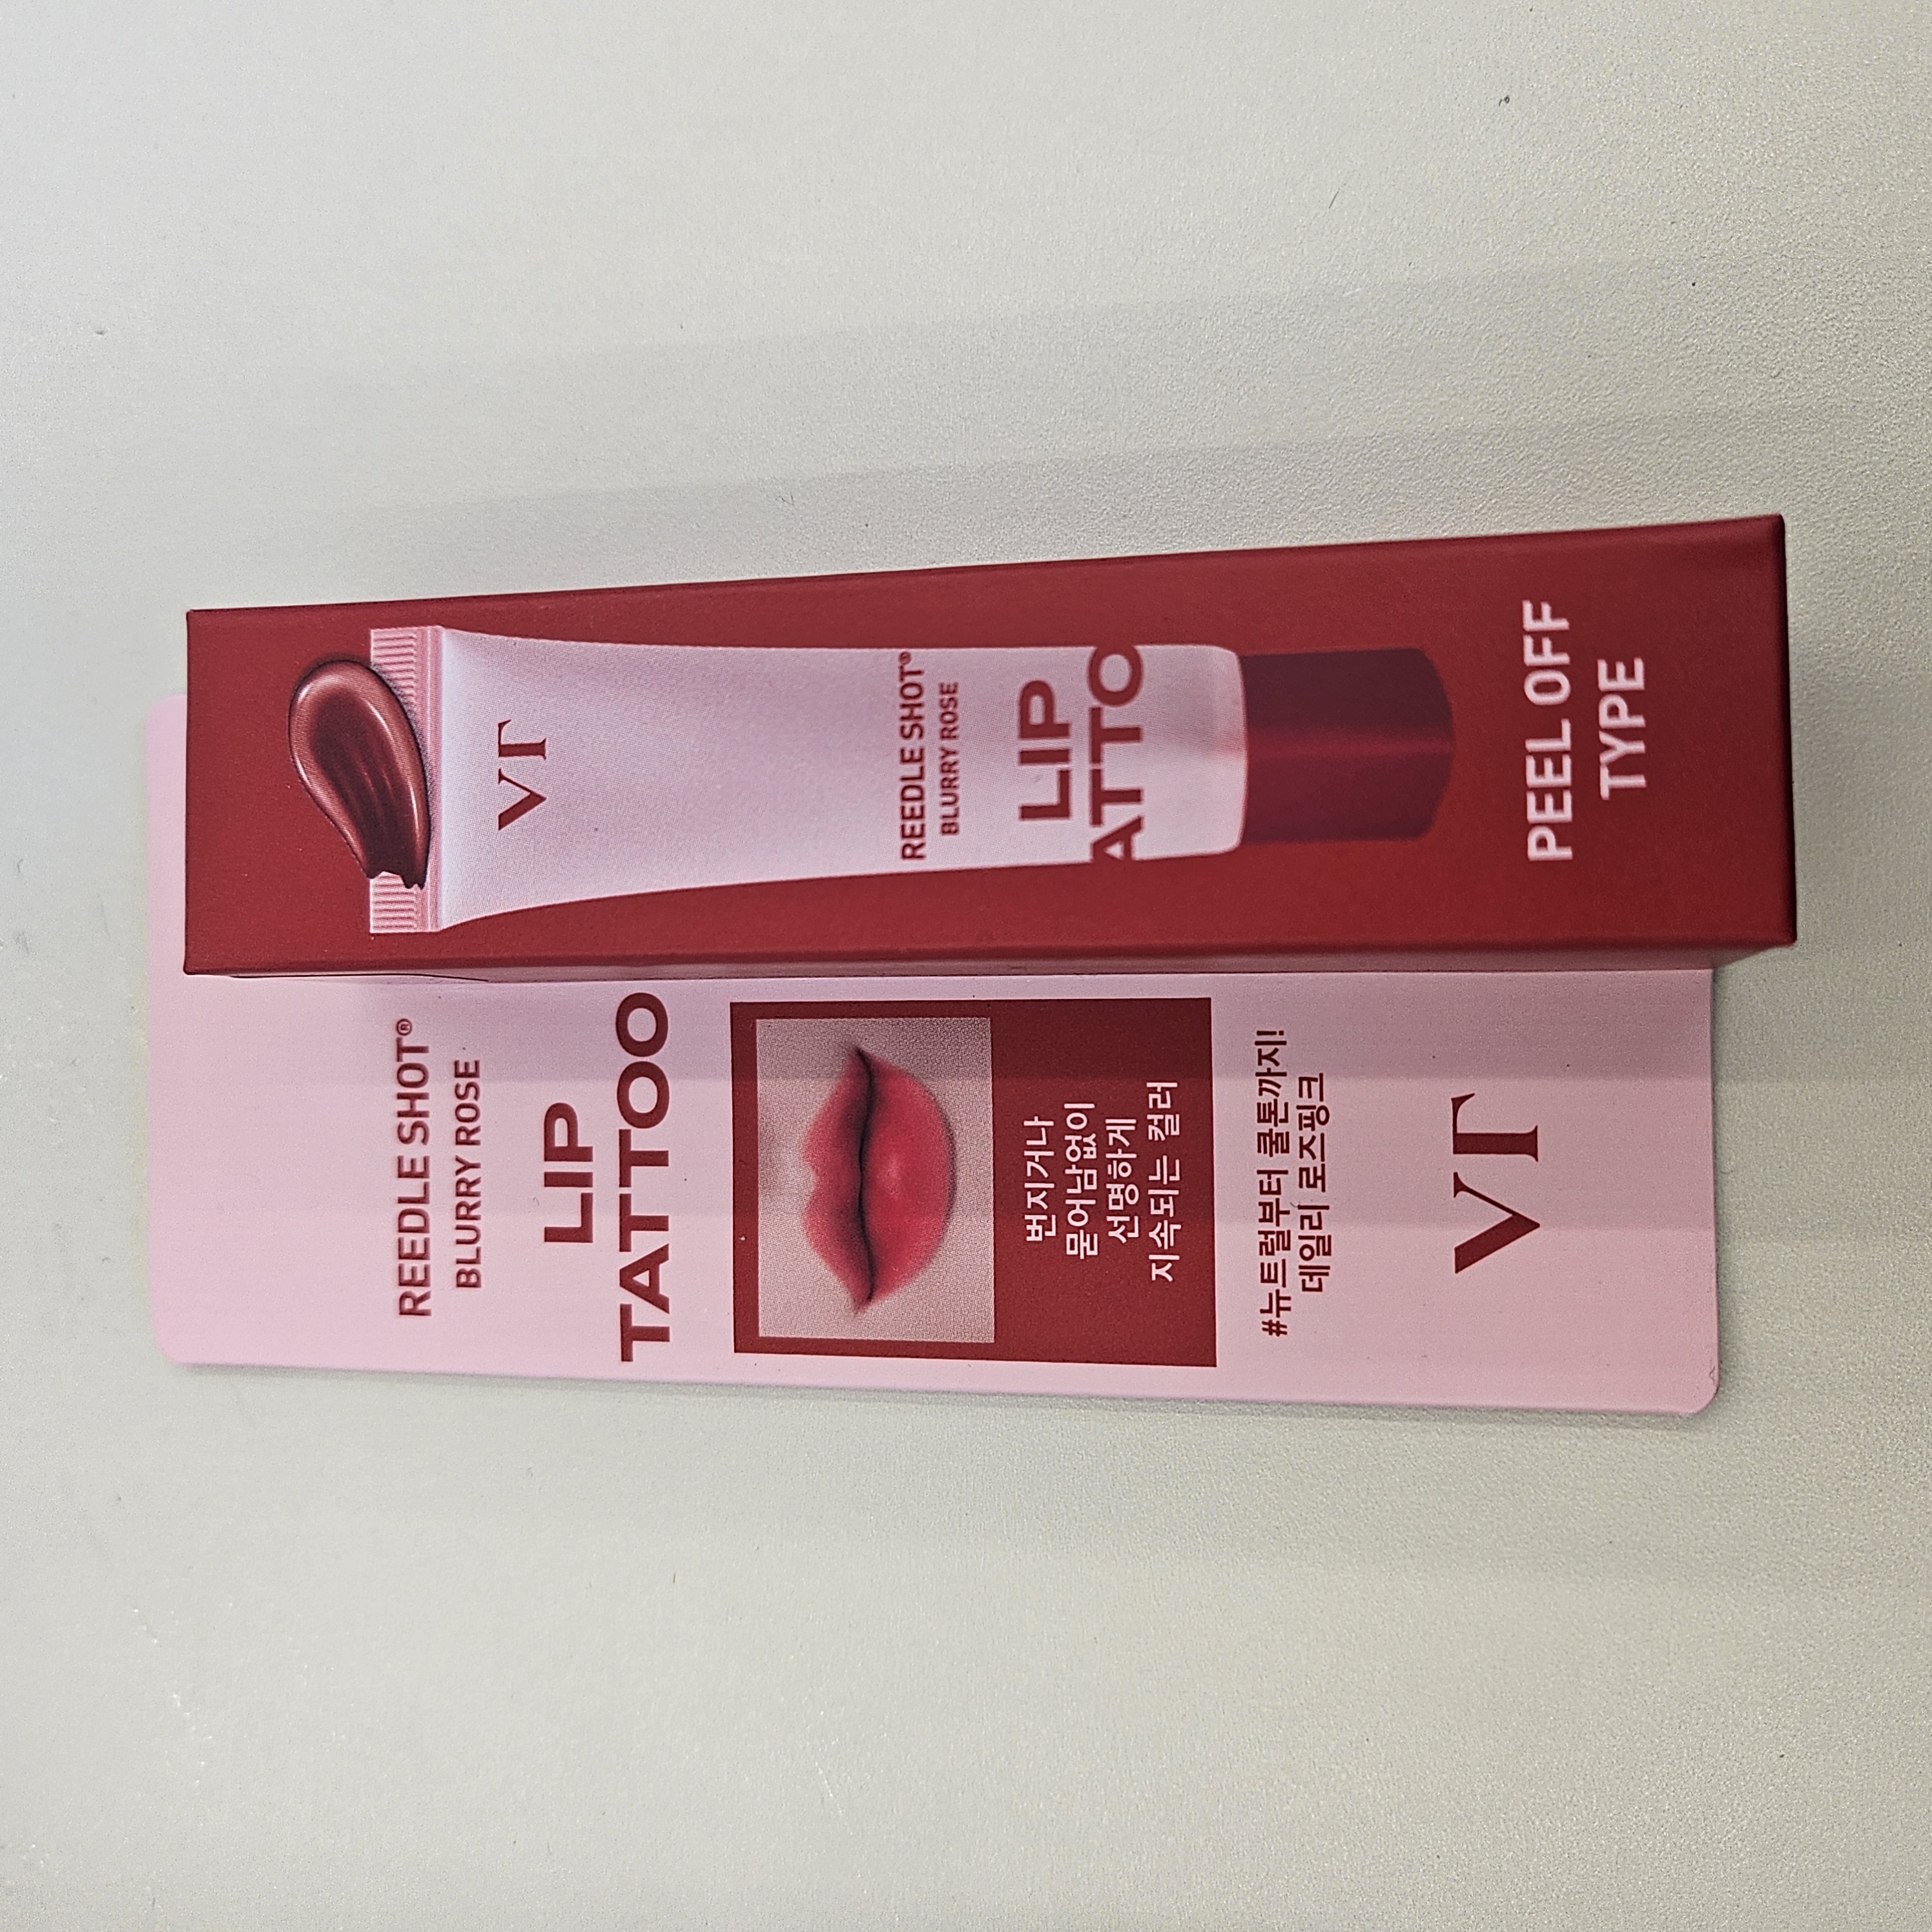 REEDLE SHOT®
BLURRY ROSE
LIP
TATTOO
번지거나
묻어남없이
선명하게
지속되는 컬러
#뉴트럴부터 쿨톤까지!
데일리 로즈핑크
VT
VT
REEDLE SHOT®
BLURRY ROSE
LIP
ATTOO
PEEL OFF
TYPE